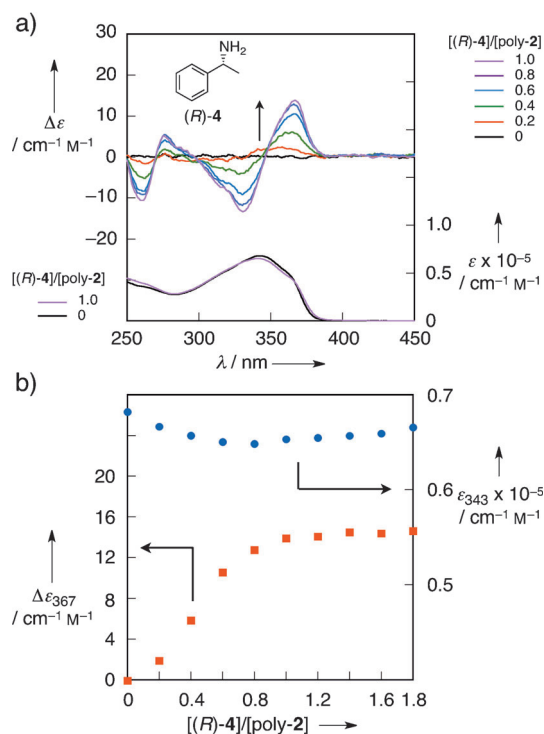 a)
30
20
10
0
−10
−20
Δε
/ cm⁻¹ M⁻¹
NH₂
(R)-4
[(R)-4]/[poly-2]
1.0
0.8
0.6
0.4
0.2
0
1.0
0.5
0
ε x 10⁻⁵
/ cm⁻¹ M⁻¹
[(R)-4]/[poly-2]
1.0
0
250 300 350 400 450
λ / nm
b)
24
20
16
12
8
4
0
Δε₃₆₇
/ cm⁻¹ M⁻¹
0.7
0.6
0.5
ε₃₄₃ x 10⁻⁵
/ cm⁻¹ M⁻¹
0 0.4 0.8 1.2 1.6 1.8
[(R)-4]/[poly-2]